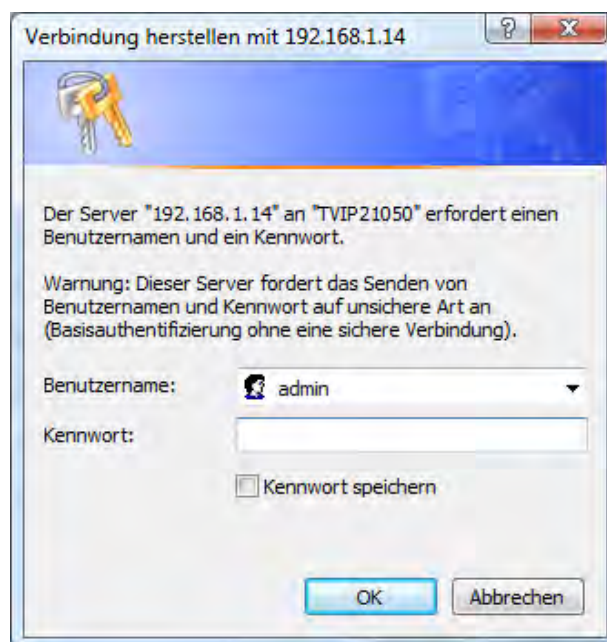 Verbindung herstellen mit 192.168.1.14
Der Server "192.168.1.14" an "TVIP21050" erfordert einen
Benutzernamen und ein Kennwort.
Warnung: Dieser Server fordert das Senden von
Benutzernamen und Kennwort auf unsichere Art an
(Basisauthentifizierung ohne eine sichere Verbindung).
Benutzername:
admin
Kennwort:
Kennwort speichern
OK
Abbrechen